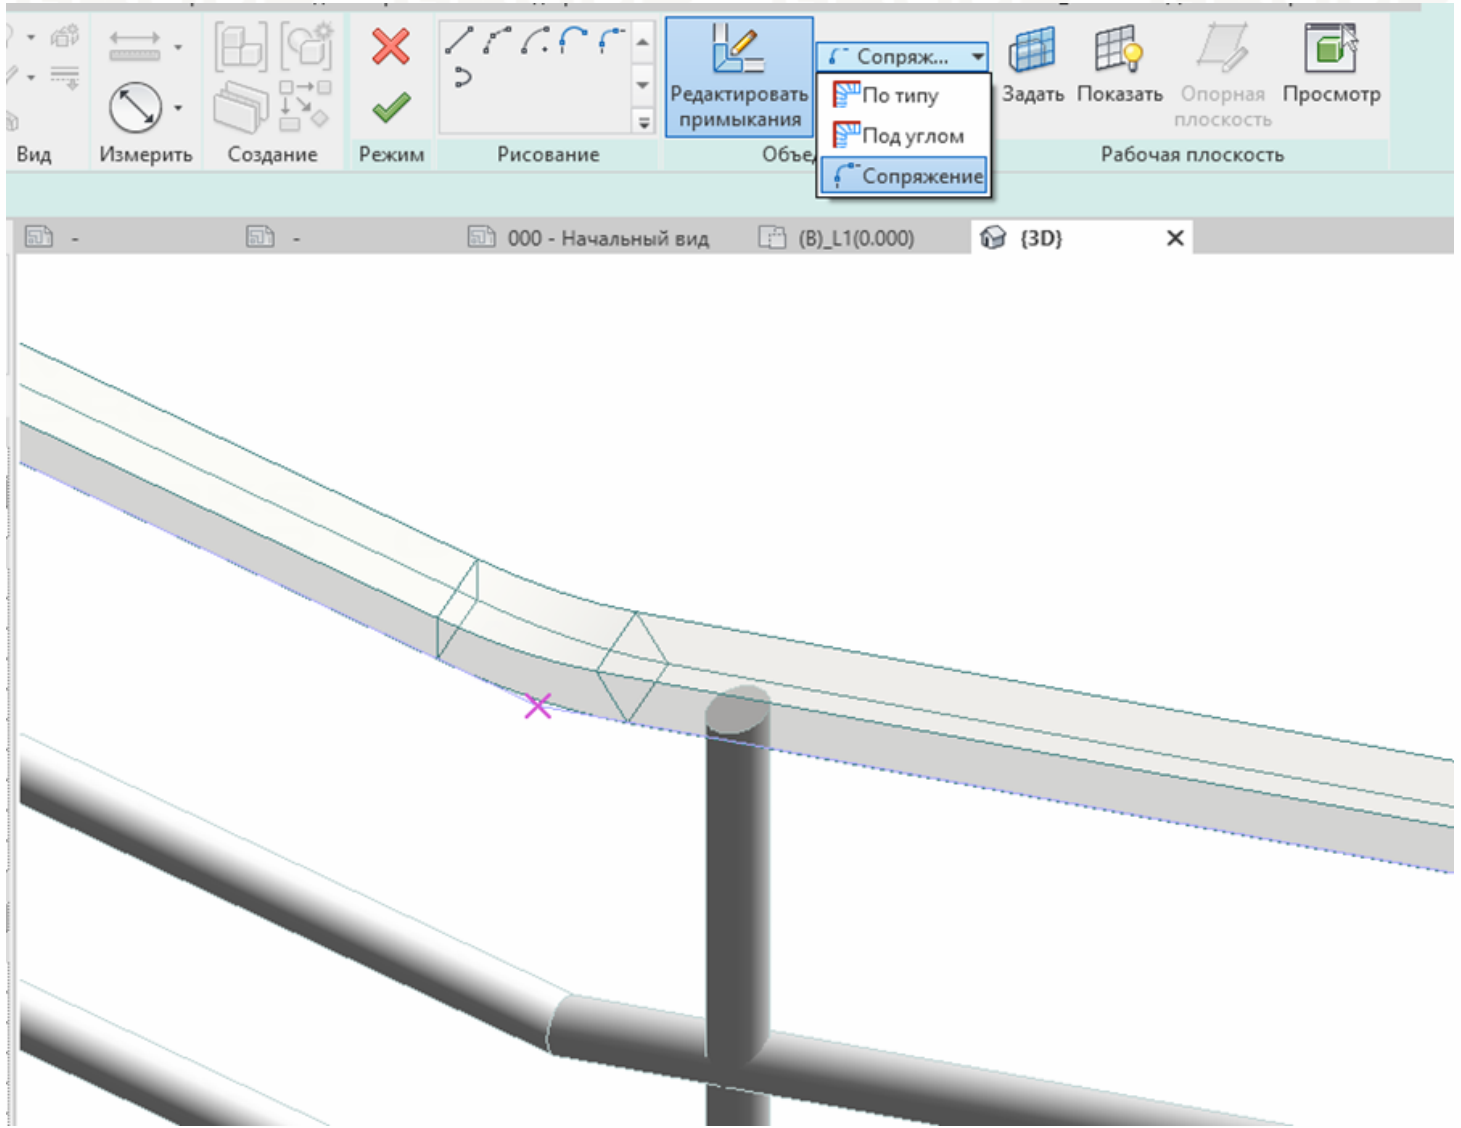 Сопряж...
Редактировать
примыкания
По типу
Под углом
Сопряжение
Задать
Показать
Опорная
плоскость
Просмотр
Вид
Измерить
Создание
Режим
Рисование
Объе
Рабочая плоскость
-
-
000 - Начальный вид
(B)_L1(0.000)
{3D}